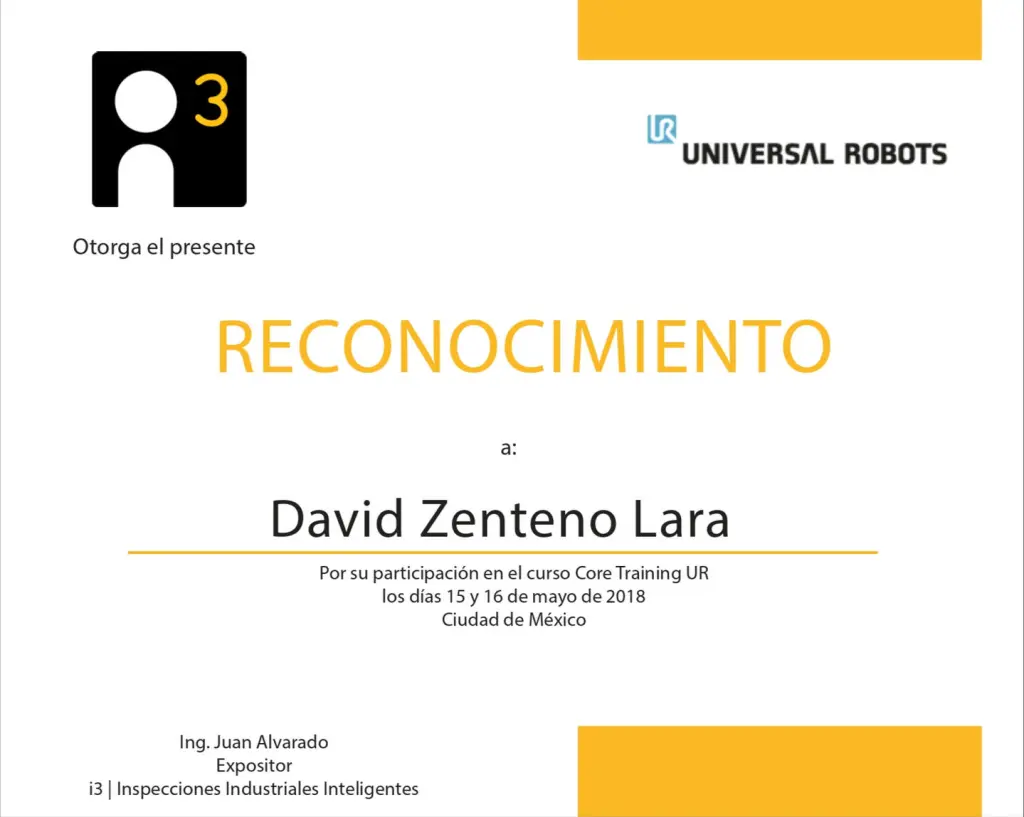 i3
UR
UNIVERSAL ROBOTS
Otorga el presente
RECONOCIMIENTO
a:
David Zenteno Lara
Por su participación en el curso Core Training UR
los días 15 y 16 de mayo de 2018
Ciudad de México
Ing. Juan Alvarado
Expositor
i3 | Inspecciones Industriales Inteligentes